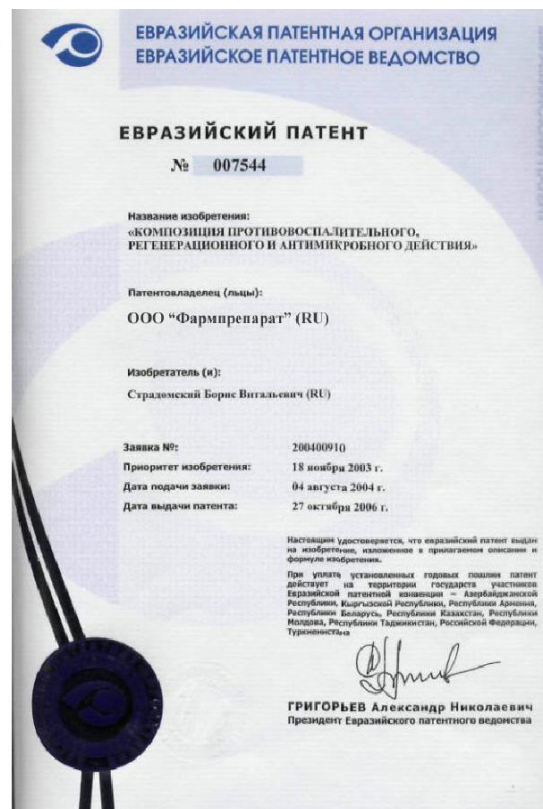 ЕВРАЗИЙСКАЯ ПАТЕНТНАЯ ОРГАНИЗАЦИЯ
ЕВРАЗИЙСКОЕ ПАТЕНТНОЕ ВЕДОМСТВО
ЕВРАЗИЙСКИЙ ПАТЕНТ
№ 007544
Название изобретения:
«КОМПОЗИЦИЯ ПРОТИВОВОСПАЛИТЕЛЬНОГО,
РЕГЕНЕРАЦИОННОГО И АНТИМИКРОБНОГО ДЕЙСТВИЯ»
Патентовладелец (льцы):
ООО “Фармпрепарат” (RU)
Изобретатель (и):
Страдомский Борис Витальевич (RU)
Заявка №: 200400910
Приоритет изобретения: 18 ноября 2003 г.
Дата подачи заявки: 04 августа 2004 г.
Дата выдачи патента: 27 октября 2006 г.
Настоящим удостоверяется, что евразийский патент выдан
на изобретение, изложенное в прилагаемом описании и
формуле изобретения.
При уплате установленных годовых пошлин патент
действует на территории государств участников
Евразийской патентной конвенции – Азербайджанской
Республики, Кыргызской Республики, Республики Армения,
Республики Беларусь, Республики Казахстан, Республики
Молдова, Республики Таджикистан, Российской Федерации,
Туркменистана
ГРИГОРЬЕВ Александр Николаевич
Президент Евразийского патентного ведомства